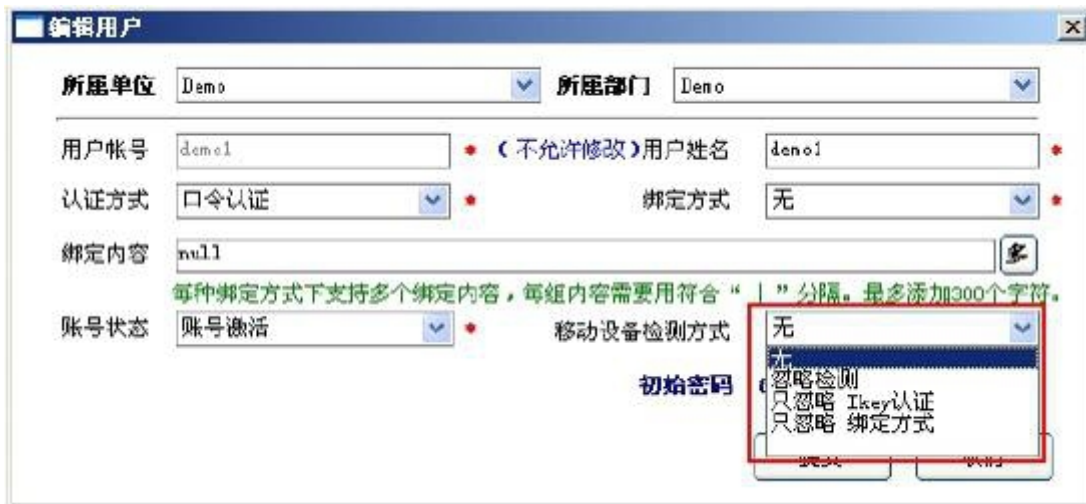 编辑用户
所属单位 Demo 所属部门 Demo
用户帐号 demo1 * (不允许修改)用户姓名 demo1 *
认证方式 口令认证 * 绑定方式 无 *
绑定内容 null 多
每种绑定方式下支持多个绑定内容，每组内容需要用符合“ | ”分隔。最多添加300个字符。
账号状态 账号激活 * 移动设备检测方式 无
无
忽略检测
初始密码
只忽略 Ikey认证
只忽略 绑定方式